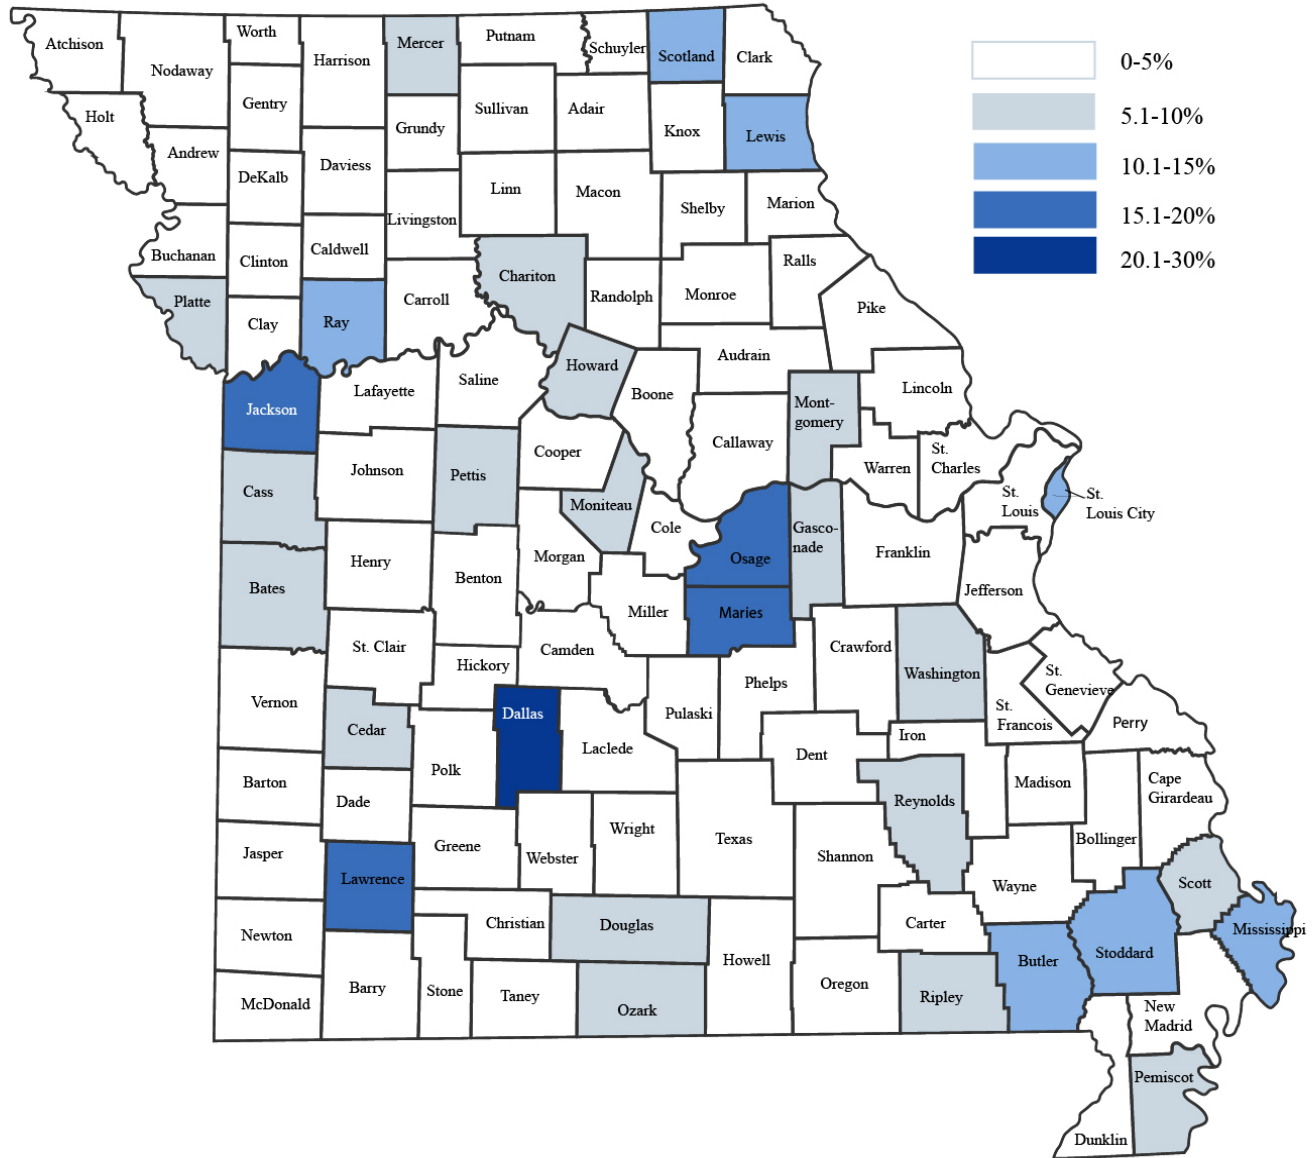 Atchison
Nodaway
Worth
Harrison
Mercer
Putnam
Schuyler
Scotland
Clark
0-5%
5.1-10%
10.1-15%
15.1-20%
20.1-30%
Holt
Andrew
Gentry
DeKalb
Daviess
Grundy
Sullivan
Adair
Knox
Lewis
Livingston
Linn
Macon
Shelby
Marion
Buchanan
Clinton
Caldwell
Chariton
Randolph
Monroe
Ralls
Pike
Platte
Clay
Ray
Carroll
Audrain
Jackson
Lafayette
Saline
Howard
Boone
Callaway
Mont-
gomery
Lincoln
Warren
St.
Charles
St.
Louis
St.
Louis City
Cass
Johnson
Pettis
Cooper
Moniteau
Cole
Osage
Gasco-
nade
Franklin
Jefferson
Bates
Henry
Benton
Morgan
Miller
Maries
St. Clair
Hickory
Camden
Pulaski
Phelps
Crawford
Washington
St.
Francois
St.
Genevieve
Perry
Vernon
Cedar
Polk
Dallas
Laclede
Dent
Iron
Madison
Cape
Girardeau
Barton
Dade
Greene
Webster
Wright
Texas
Shannon
Reynolds
Wayne
Bollinger
Scott
Jasper
Lawrence
Christian
Douglas
Howell
Carter
Butler
Stoddard
Mississippi
Newton
McDonald
Barry
Stone
Taney
Ozark
Oregon
Ripley
New
Madrid
Pemiscot
Dunklin